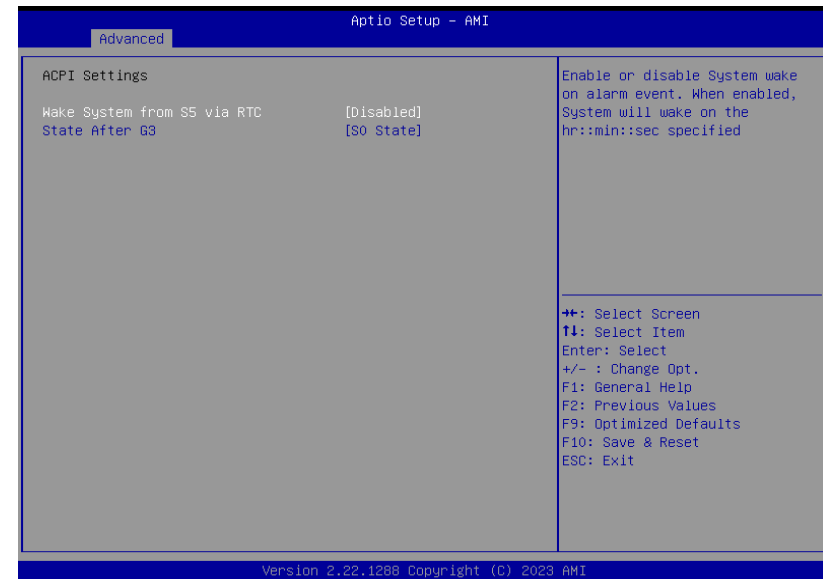 Aptio Setup – AMI
Advanced
ACPI Settings
Wake System from S5 via RTC [Disabled]
State After G3 [S0 State]
Enable or disable System wake
on alarm event. When enabled,
System will wake on the
hr::min::sec specified
→←: Select Screen
↑↓: Select Item
Enter: Select
+/- : Change Opt.
F1: General Help
F2: Previous Values
F9: Optimized Defaults
F10: Save & Reset
ESC: Exit
Version 2.22.1288 Copyright (C) 2023 AMI